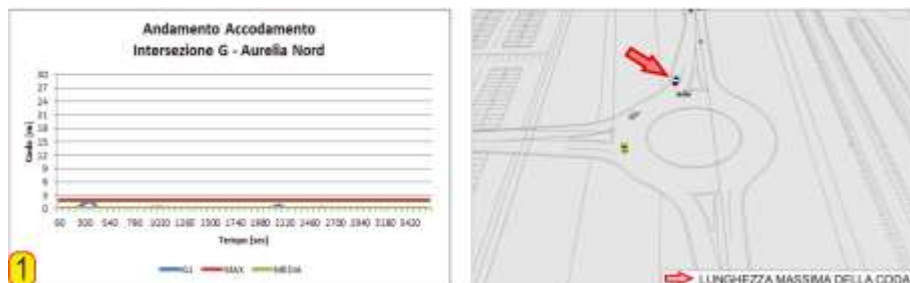 Andamento Accodamento
Intersezione G - Aurelia Nord
30
27
24
21
18
15
12
9
6
3
0
Coda [m]
60 300 540 780 1020 1260 1500 1740 1980 2220 2460 2700 2940 3180 3420
Tempo [sec]
G1 MAX MEDIA
1
LUNGHEZZA MASSIMA DELLA CODA